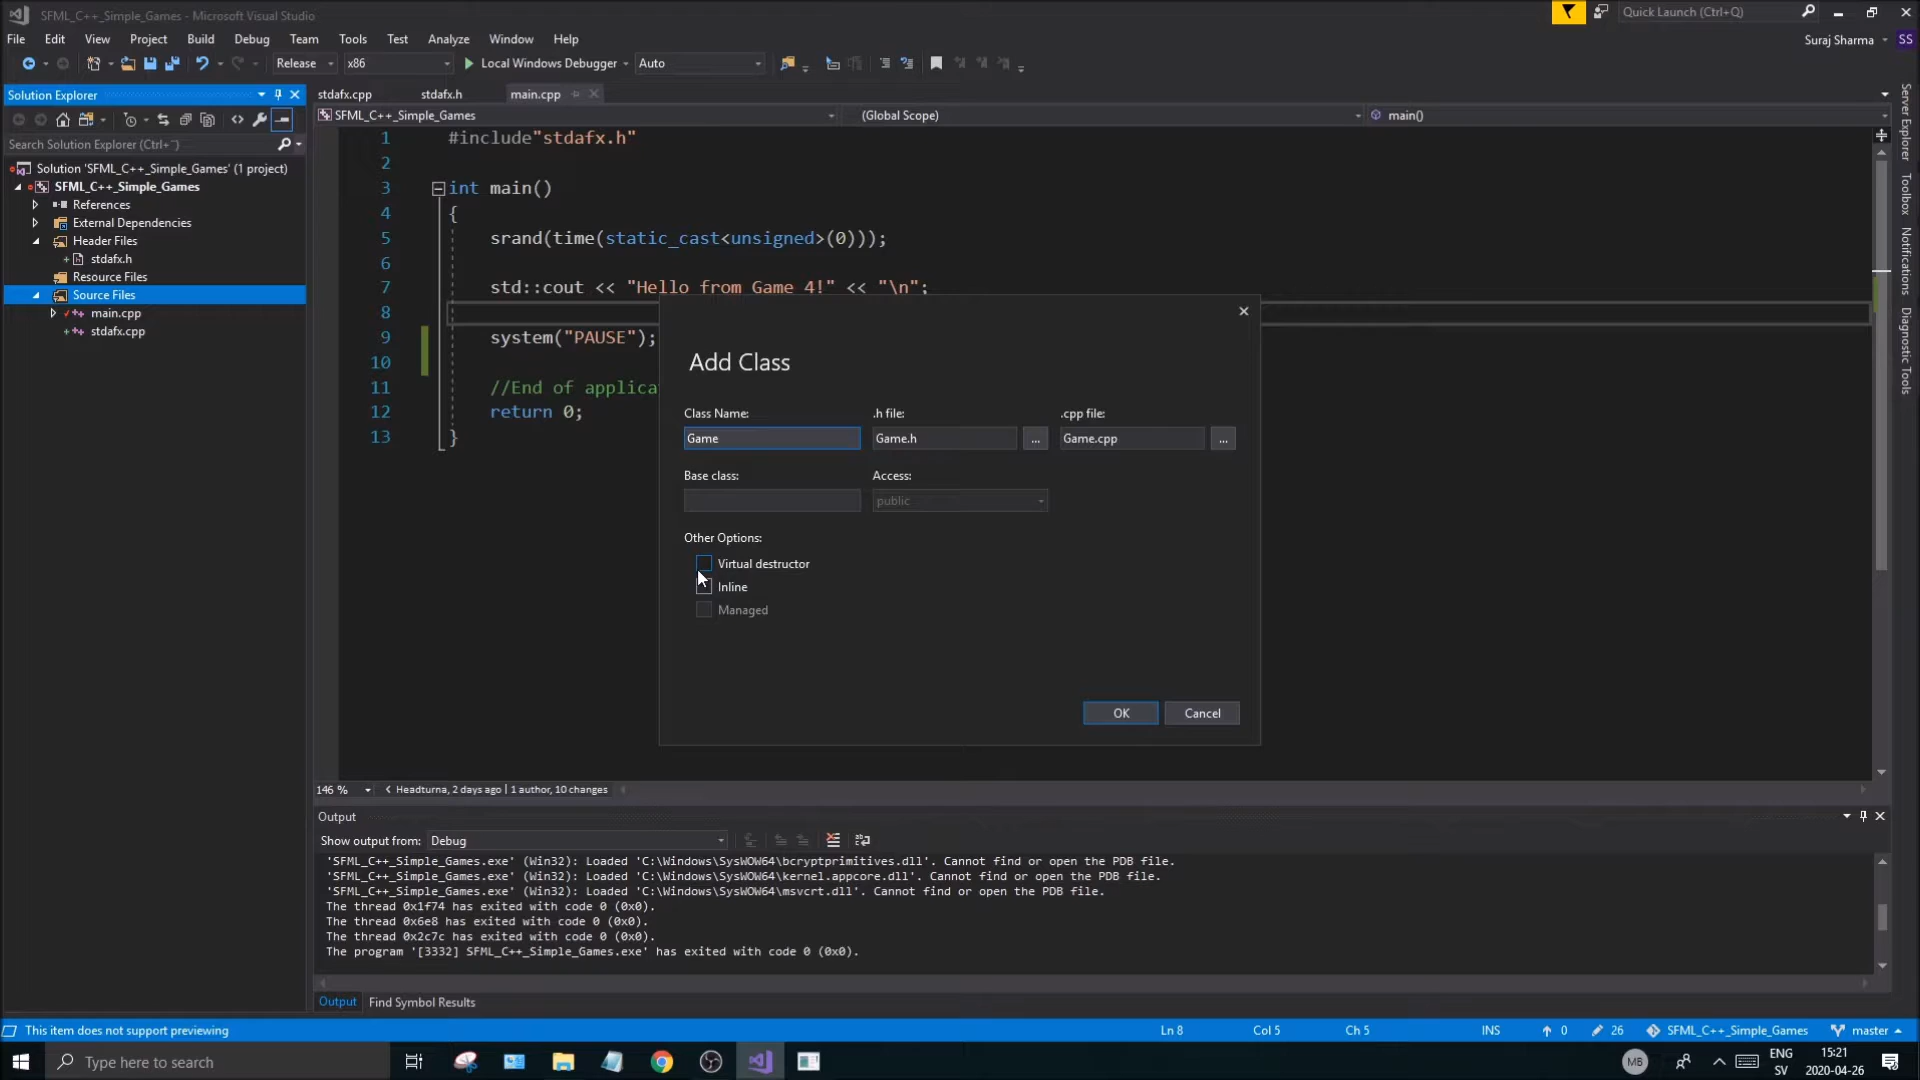 SFML_C++_Simple_Games - Microsoft Visual Studio
Quick Launch (Ctrl+Q)
File Edit View Project Build Debug Team Tools Test Analyze Window Help
Suraj Sharma SS
Release x86 Local Windows Debugger Auto
Solution Explorer
stdafx.cpp stdafx.h main.cpp
SFML_C++_Simple_Games (Global Scope) main()
Search Solution Explorer (Ctrl+¨)
Solution 'SFML_C++_Simple_Games' (1 project)
SFML_C++_Simple_Games
References
External Dependencies
Header Files
stdafx.h
Resource Files
Source Files
main.cpp
stdafx.cpp
1 #include"stdafx.h"
2
3 int main()
4 {
5 srand(time(static_cast<unsigned>(0)));
6
7 std::cout << "Hello from Game 4!" << "\n";
8
9 system("PAUSE");
10
11 //End of applica
12 return 0;
13 }
Add Class
Class Name: .h file: .cpp file:
Game Game.h ... Game.cpp ...
Base class: Access:
public
Other Options:
Virtual destructor
Inline
Managed
OK Cancel
Server Explorer
Toolbox
Notifications
Diagnostic Tools
146 % Headturna, 2 days ago | 1 author, 10 changes
Output
Show output from: Debug
'SFML_C++_Simple_Games.exe' (Win32): Loaded 'C:\Windows\SysWOW64\bcryptprimitives.dll'. Cannot find or open the PDB file.
'SFML_C++_Simple_Games.exe' (Win32): Loaded 'C:\Windows\SysWOW64\kernel.appcore.dll'. Cannot find or open the PDB file.
'SFML_C++_Simple_Games.exe' (Win32): Loaded 'C:\Windows\SysWOW64\msvcrt.dll'. Cannot find or open the PDB file.
The thread 0x1f74 has exited with code 0 (0x0).
The thread 0x6e8 has exited with code 0 (0x0).
The thread 0x2c7c has exited with code 0 (0x0).
The program '[3332] SFML_C++_Simple_Games.exe' has exited with code 0 (0x0).
Output Find Symbol Results
This item does not support previewing Ln 8 Col 5 Ch 5 INS 0 26 SFML_C++_Simple_Games master
Type here to search
MB
ENG
SV
15:21
2020-04-26